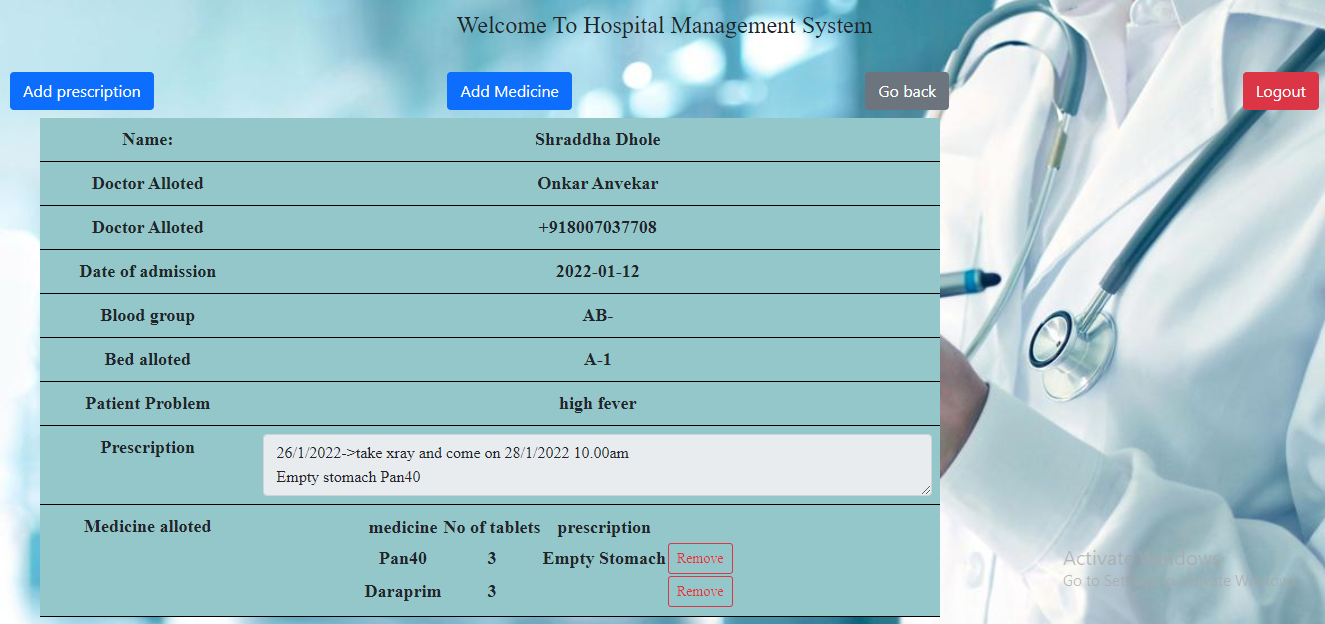 Welcome To Hospital Management System
Add prescription Add Medicine Go back Logout
Name: Shraddha Dhole
Doctor Alloted Onkar Anvekar
Doctor Alloted +918007037708
Date of admission 2022-01-12
Blood group AB-
Bed alloted A-1
Patient Problem high fever
Prescription 26/1/2022->take xray and come on 28/1/2022 10.00am
Empty stomach Pan40
Medicine alloted medicine No of tablets prescription
Pan40 3 Empty Stomach Remove
Daraprim 3 Remove
Activate Windows
Go to Settings to activate Windows.